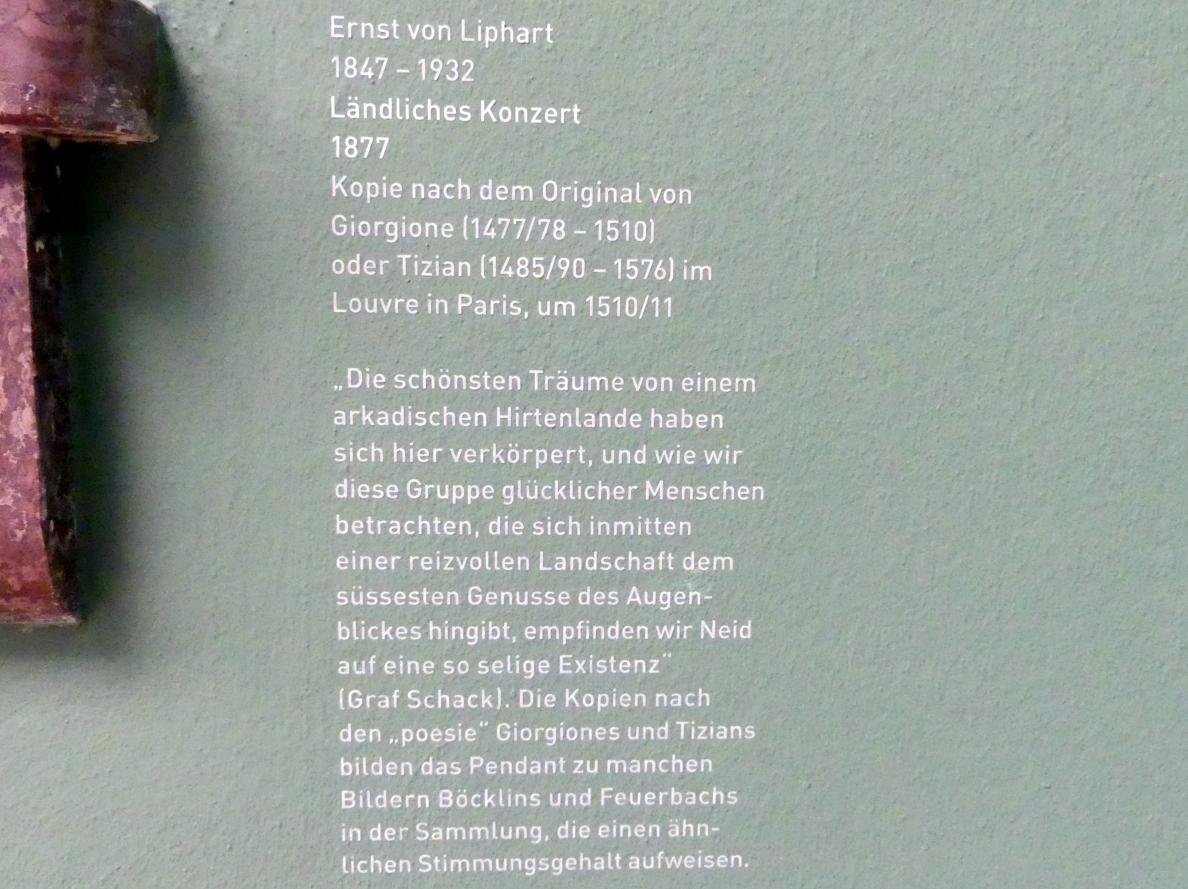 Ernst von Liphart
1847 – 1932
Ländliches Konzert
1877
Kopie nach dem Original von
Giorgione (1477/78 – 1510)
oder Tizian (1485/90 – 1576) im
Louvre in Paris, um 1510/11
„Die schönsten Träume von einem
arkadischen Hirtenlande haben
sich hier verkörpert, und wie wir
diese Gruppe glücklicher Menschen
betrachten, die sich inmitten
einer reizvollen Landschaft dem
süssesten Genusse des Augen-
blickes hingibt, empfinden wir Neid
auf eine so selige Existenz“
(Graf Schack). Die Kopien nach
den „poesie“ Giorgiones und Tizians
bilden das Pendant zu manchen
Bildern Böcklins und Feuerbachs
in der Sammlung, die einen ähn-
lichen Stimmungsgehalt aufweisen.